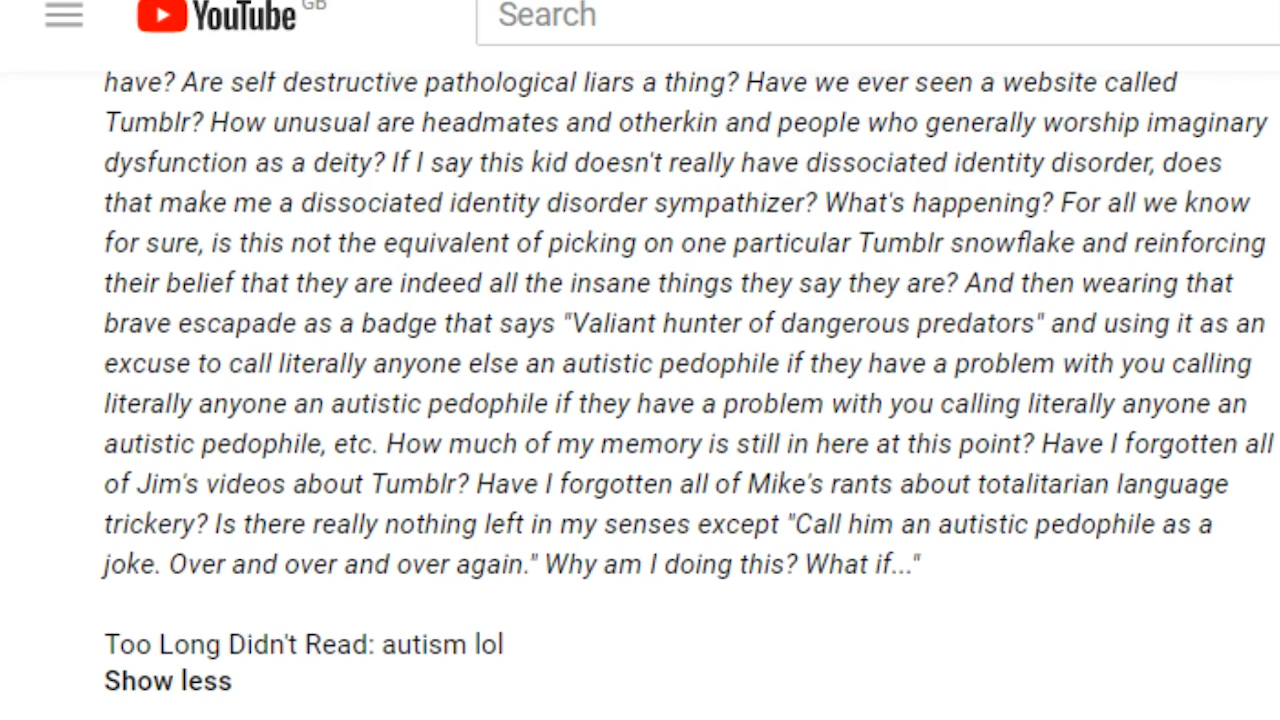 YouTube GB
Search
have? Are self destructive pathological liars a thing? Have we ever seen a website called
Tumblr? How unusual are headmates and otherkin and people who generally worship imaginary
dysfunction as a deity? If I say this kid doesn't really have dissociated identity disorder, does
that make me a dissociated identity disorder sympathizer? What's happening? For all we know
for sure, is this not the equivalent of picking on one particular Tumblr snowflake and reinforcing
their belief that they are indeed all the insane things they say they are? And then wearing that
brave escapade as a badge that says "Valiant hunter of dangerous predators" and using it as an
excuse to call literally anyone else an autistic pedophile if they have a problem with you calling
literally anyone an autistic pedophile if they have a problem with you calling literally anyone an
autistic pedophile, etc. How much of my memory is still in here at this point? Have I forgotten all
of Jim's videos about Tumblr? Have I forgotten all of Mike's rants about totalitarian language
trickery? Is there really nothing left in my senses except "Call him an autistic pedophile as a
joke. Over and over and over again." Why am I doing this? What if..."
Too Long Didn't Read: autism lol
Show less